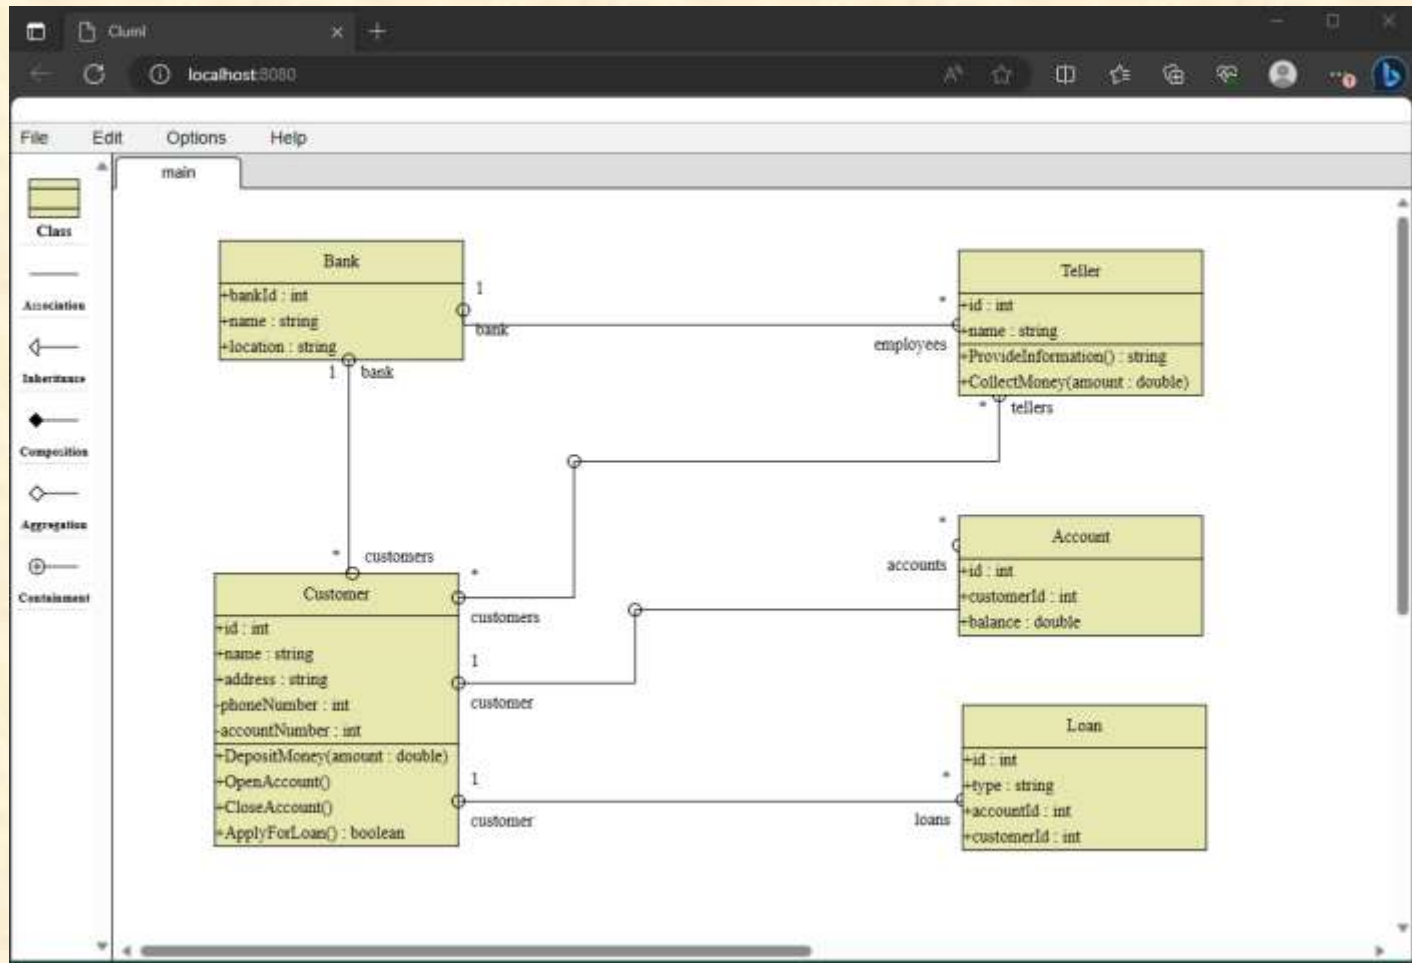 Cluml
localhost:8080
File Edit Options Help
main
Class
Association
Inheritance
Composition
Aggregation
Containment
Bank
+bankId : int
+name : string
+location : string
1
bank
1 bank
*
employees
Teller
+id : int
+name : string
+ProvideInformation() : string
+CollectMoney(amount : double)
* tellers
* customers
Customer
+id : int
+name : string
+address : string
-phoneNumber : int
-accountNumber : int
+DepositMoney(amount : double)
+OpenAccount()
+CloseAccount()
+ApplyForLoan() : boolean
*
customers
1
customer
1
customer
*
accounts
Account
+id : int
+customerId : int
+balance : double
*
loans
Loan
+id : int
+type : string
+accountId : int
+customerId : int